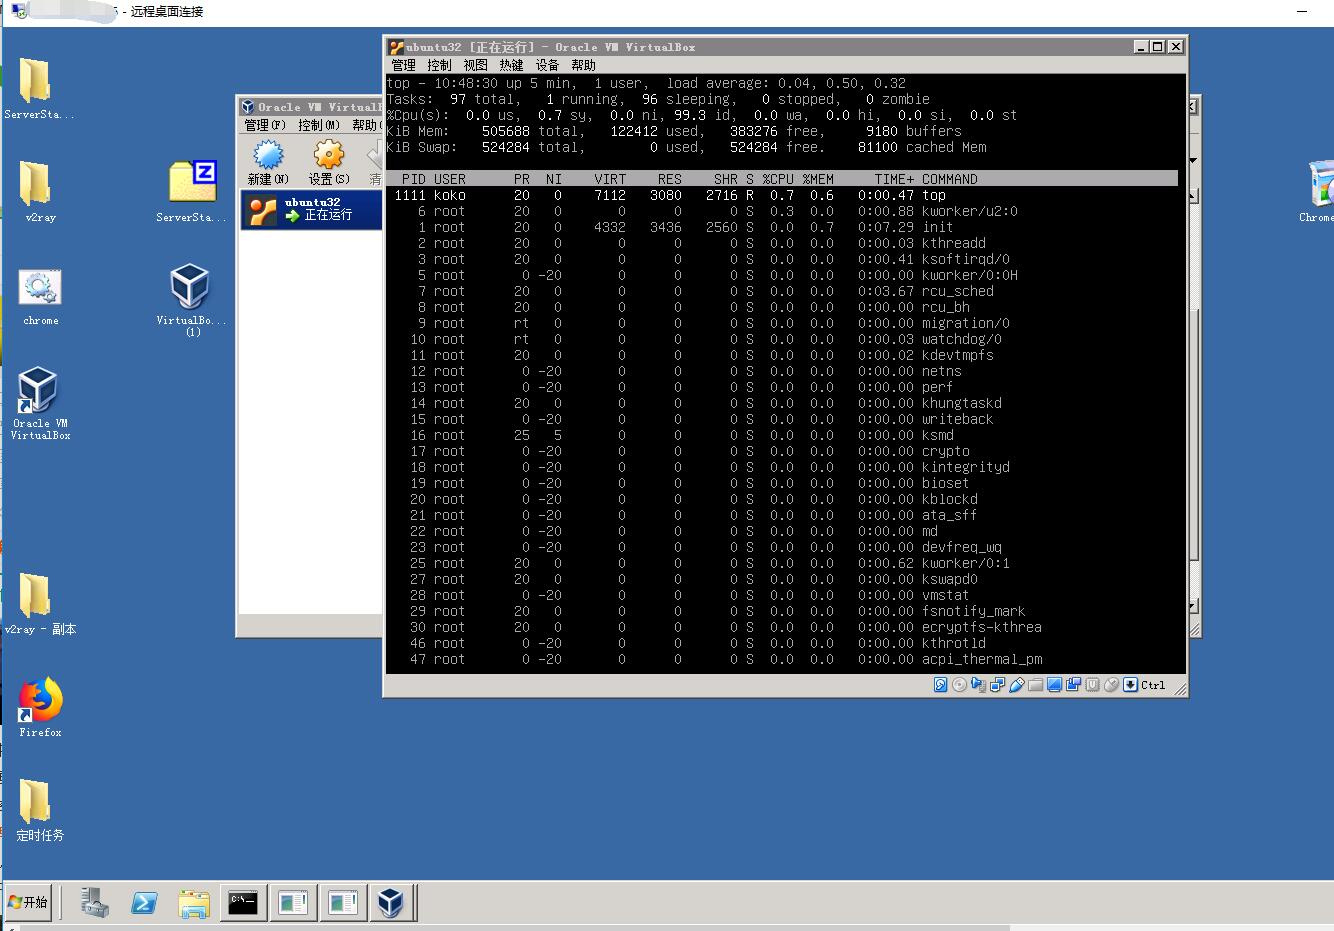 - 远程桌面连接
ServerSta...
v2ray
chrome
Oracle VM
VirtualBox
v2ray - 副本
Firefox
定时任务
ServerSta...
VirtualBo...
(1)
Chrome
Oracle VM VirtualB
管理(F) 控制(M) 帮助(
新建(N) 设置(S) 清
ubuntu32
正在运行
ubuntu32 [正在运行] - Oracle VM VirtualBox
管理 控制 视图 热键 设备 帮助
top - 10:48:30 up 5 min,  1 user,  load average: 0.04, 0.50, 0.32
Tasks:  97 total,   1 running,  96 sleeping,   0 stopped,   0 zombie
%Cpu(s):  0.0 us,  0.7 sy,  0.0 ni, 99.3 id,  0.0 wa,  0.0 hi,  0.0 si,  0.0 st
KiB Mem:    505688 total,   122412 used,   383276 free,     9180 buffers
KiB Swap:   524284 total,        0 used,   524284 free.    81100 cached Mem
PID USER PR NI VIRT RES SHR S %CPU %MEM TIME+ COMMAND
1111 koko 20 0 7112 3080 2716 R 0.7 0.6 0:00.47 top
6 root 20 0 0 0 0 S 0.3 0.0 0:00.88 kworker/u2:0
1 root 20 0 4332 3436 2560 S 0.0 0.7 0:07.29 init
2 root 20 0 0 0 0 S 0.0 0.0 0:00.03 kthreadd
3 root 20 0 0 0 0 S 0.0 0.0 0:00.41 ksoftirqd/0
5 root 0 -20 0 0 0 S 0.0 0.0 0:00.00 kworker/0:0H
7 root 20 0 0 0 0 S 0.0 0.0 0:03.67 rcu_sched
8 root 20 0 0 0 0 S 0.0 0.0 0:00.00 rcu_bh
9 root rt 0 0 0 0 S 0.0 0.0 0:00.00 migration/0
10 root rt 0 0 0 0 S 0.0 0.0 0:00.03 watchdog/0
11 root 20 0 0 0 0 S 0.0 0.0 0:00.02 kdevtmpfs
12 root 0 -20 0 0 0 S 0.0 0.0 0:00.00 netns
13 root 0 -20 0 0 0 S 0.0 0.0 0:00.00 perf
14 root 20 0 0 0 0 S 0.0 0.0 0:00.00 khungtaskd
15 root 0 -20 0 0 0 S 0.0 0.0 0:00.00 writeback
16 root 25 5 0 0 0 S 0.0 0.0 0:00.00 ksmd
17 root 0 -20 0 0 0 S 0.0 0.0 0:00.00 crypto
18 root 0 -20 0 0 0 S 0.0 0.0 0:00.00 kintegrityd
19 root 0 -20 0 0 0 S 0.0 0.0 0:00.00 bioset
20 root 0 -20 0 0 0 S 0.0 0.0 0:00.00 kblockd
21 root 0 -20 0 0 0 S 0.0 0.0 0:00.00 ata_sff
22 root 0 -20 0 0 0 S 0.0 0.0 0:00.00 md
23 root 0 -20 0 0 0 S 0.0 0.0 0:00.00 devfreq_wq
25 root 20 0 0 0 0 S 0.0 0.0 0:00.62 kworker/0:1
27 root 20 0 0 0 0 S 0.0 0.0 0:00.00 kswapd0
28 root 0 -20 0 0 0 S 0.0 0.0 0:00.00 vmstat
29 root 20 0 0 0 0 S 0.0 0.0 0:00.00 fsnotify_mark
30 root 20 0 0 0 0 S 0.0 0.0 0:00.00 ecryptfs-kthrea
46 root 0 -20 0 0 0 S 0.0 0.0 0:00.00 kthrotld
47 root 0 -20 0 0 0 S 0.0 0.0 0:00.00 acpi_thermal_pm
Ctrl
开始